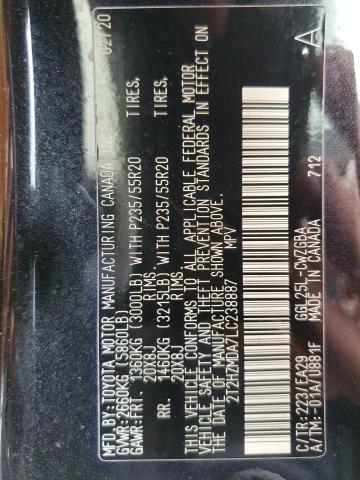 MFD.BY:TOYOTA MOTOR MANUFACTURING CANADA INC. 02/20
GVWR:2660KG(5860LB)
GAWR:FRT. 1360KG (3000LB) WITH P235/55R20 TIRES.
20X8J RIMS.
RR. 1460KG (3215LB) WITH P235/55R20 TIRES.
20X8J RIMS.
THIS VEHICLE CONFORMS TO ALL APPLICABLE FEDERAL MOTOR
VEHICLE SAFETY AND THEFT PREVENTION STANDARDS IN EFFECT ON
THE DATE OF MANUFACTURE SHOWN ABOVE.
2T2HZMDA7LC238887 MPV
C/TR:223/EA29 GGL25L-CWZGBA A
A/TM:-01A/U881F MADE IN CANADA 712